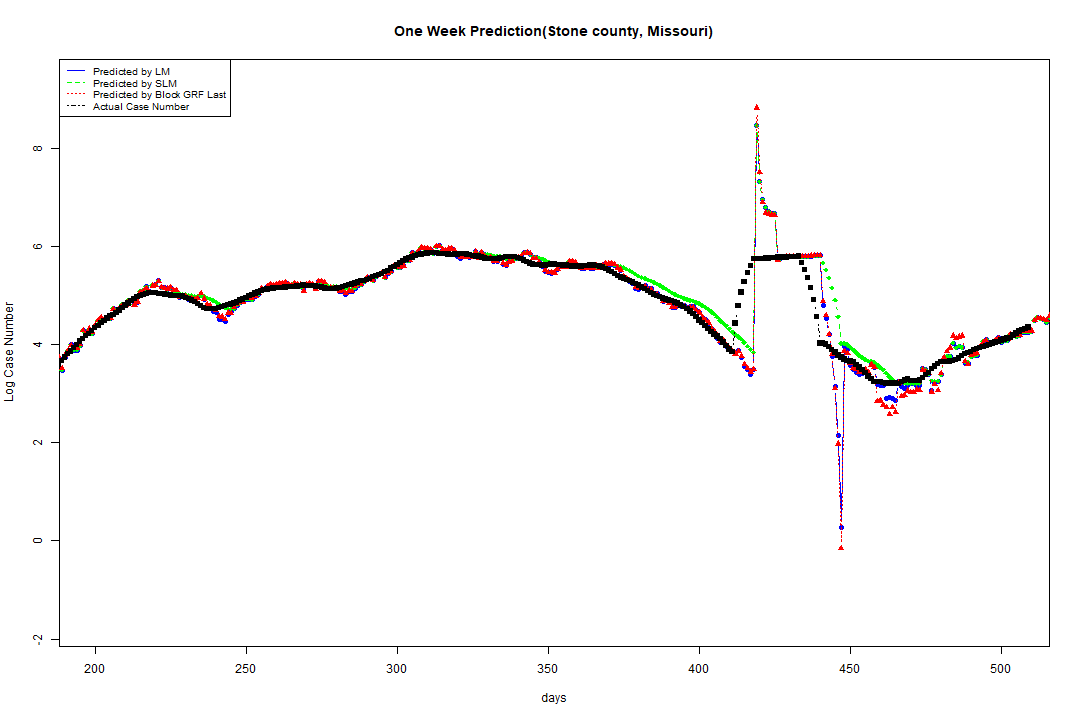 One Week Prediction(Stone county, Missouri)
Predicted by LM
Predicted by SLM
Predicted by Block GRF Last
Actual Case Number
Log Case Number
8
6
4
2
0
-2
200 250 300 350 400 450 500
days